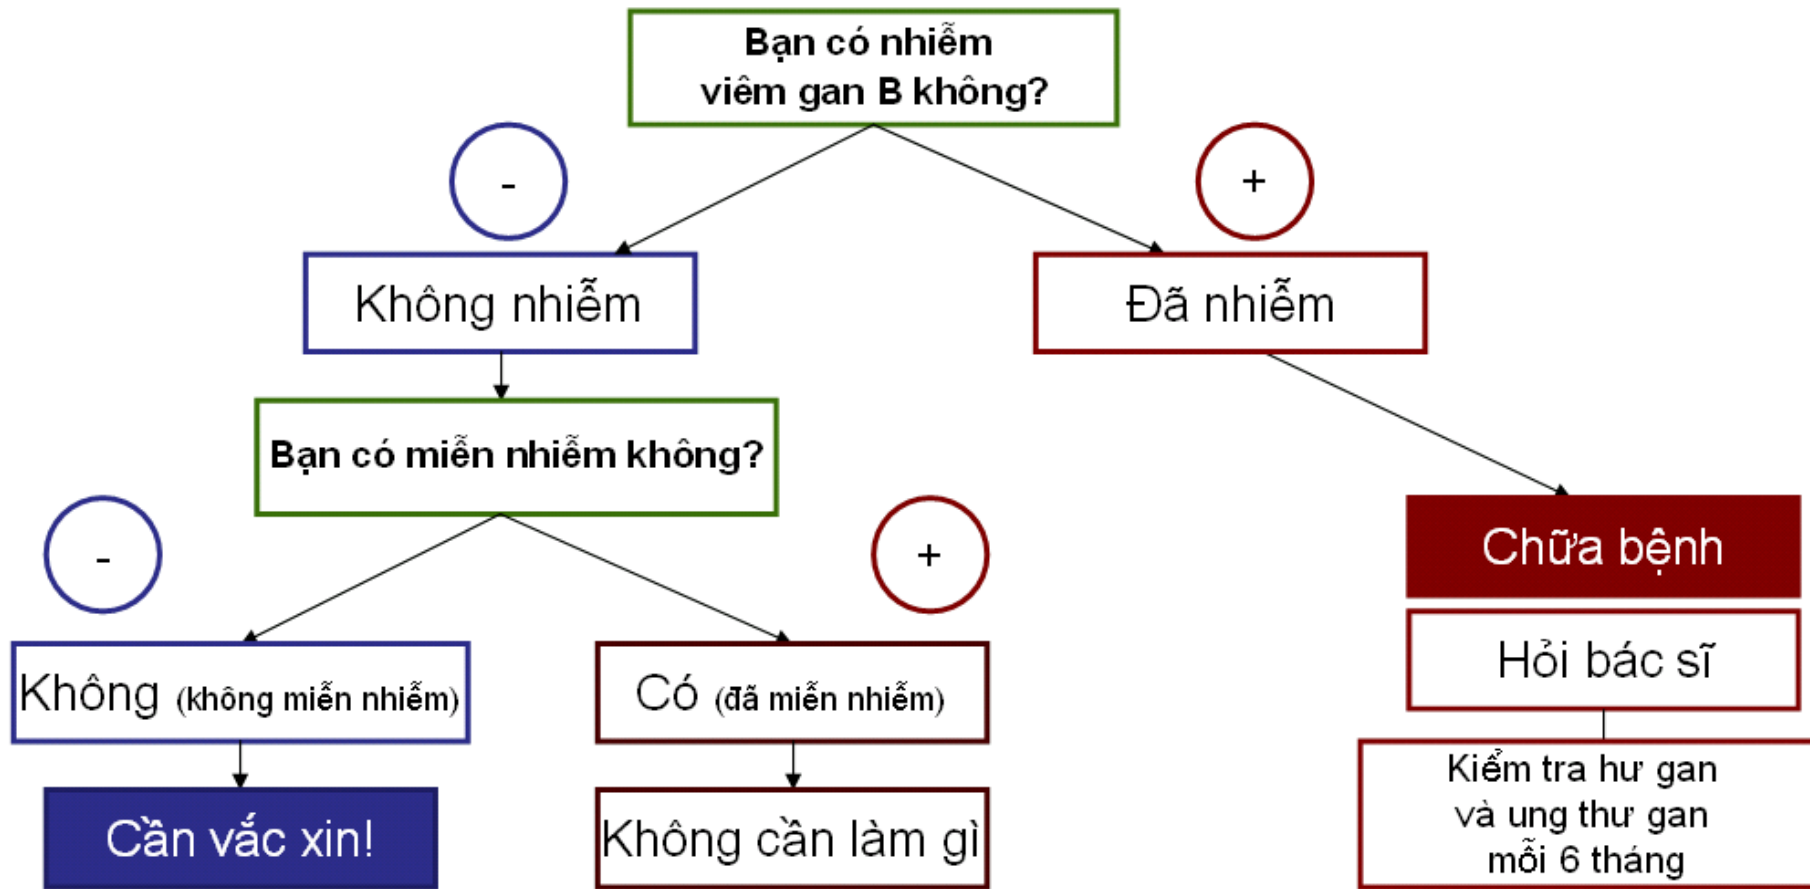 Bạn có nhiễm
viêm gan B không?
-
+
Không nhiễm
Đã nhiễm
Bạn có miễn nhiễm không?
-
+
Chữa bệnh
Hỏi bác sĩ
Không (không miễn nhiễm)
Có (đã miễn nhiễm)
Kiểm tra hư gan
và ung thư gan
mỗi 6 tháng
Cần vắc xin!
Không cần làm gì